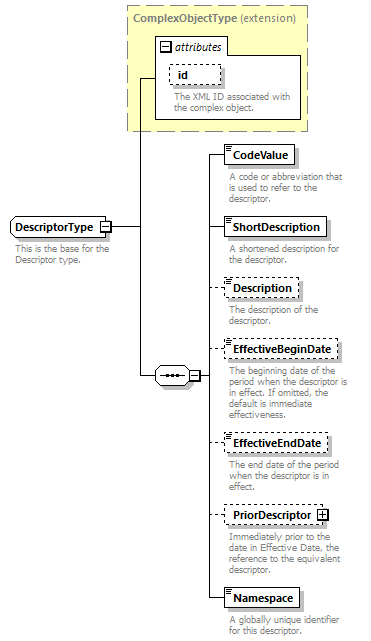 ComplexObjectType (extension)
attributes
id
The XML ID associated with
the complex object.
DescriptorType
This is the base for the
Descriptor type.
CodeValue
A code or abbreviation that
is used to refer to the
descriptor.
ShortDescription
A shortened description for
the descriptor.
Description
The description of the
descriptor.
EffectiveBeginDate
The beginning date of the
period when the descriptor is
in effect. If omitted, the
default is immediate
effectiveness.
EffectiveEndDate
The end date of the period
when the descriptor is in
effect.
PriorDescriptor
Immediately prior to the
date in Effective Date, the
reference to the equivalent
descriptor.
Namespace
A globally unique identifier
for this descriptor.